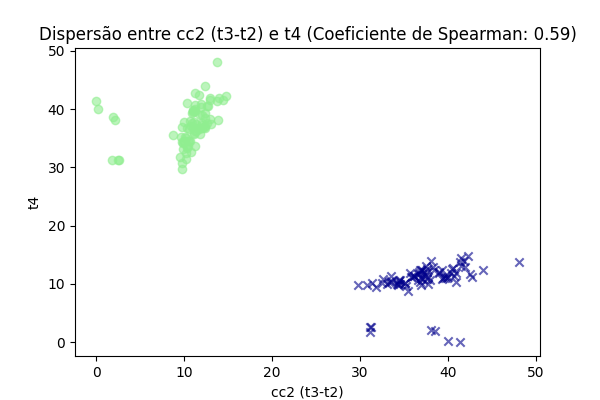 Dispersão entre cc2 (t3-t2) e t4 (Coeficiente de Spearman: 0.59)
50
40
30
20
10
0
t4
0 10 20 30 40 50
cc2 (t3-t2)